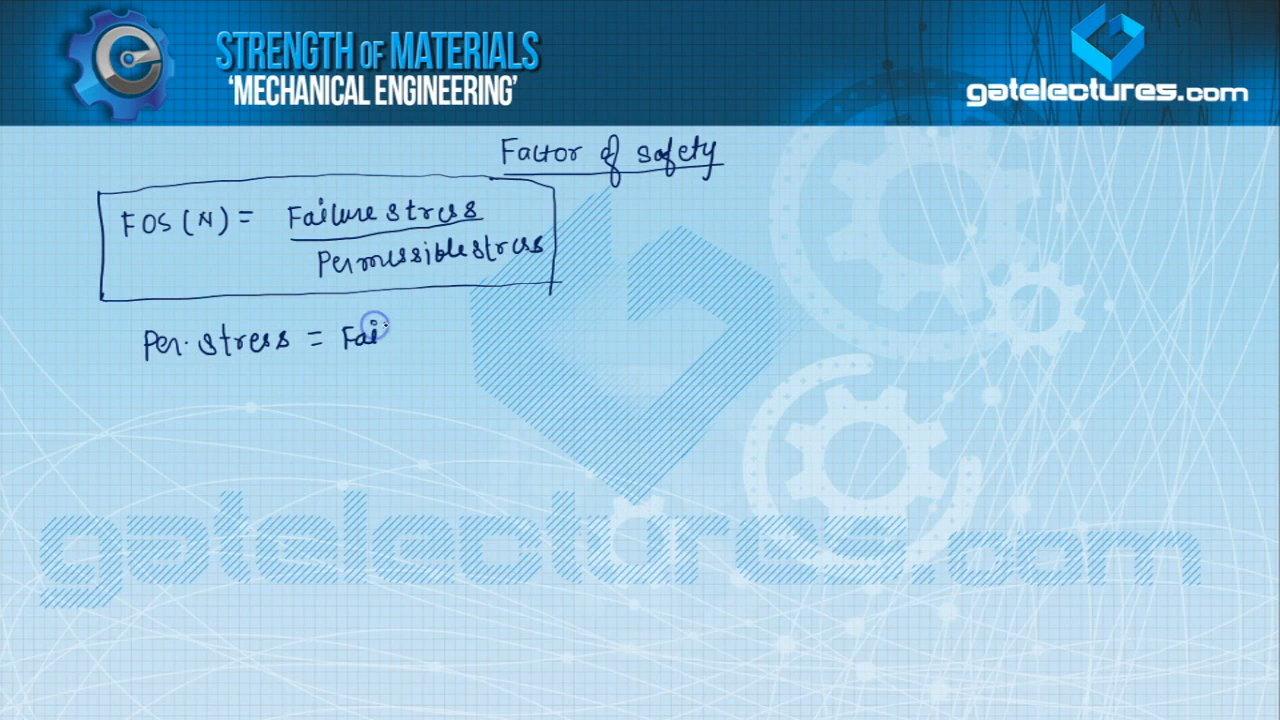 STRENGTH OF MATERIALS
'MECHANICAL ENGINEERING'
gatelectures.com
Factor of safety
FOS (N) = Failure stress
Permissible stress
Per. stress = Fai
gatelectures.com